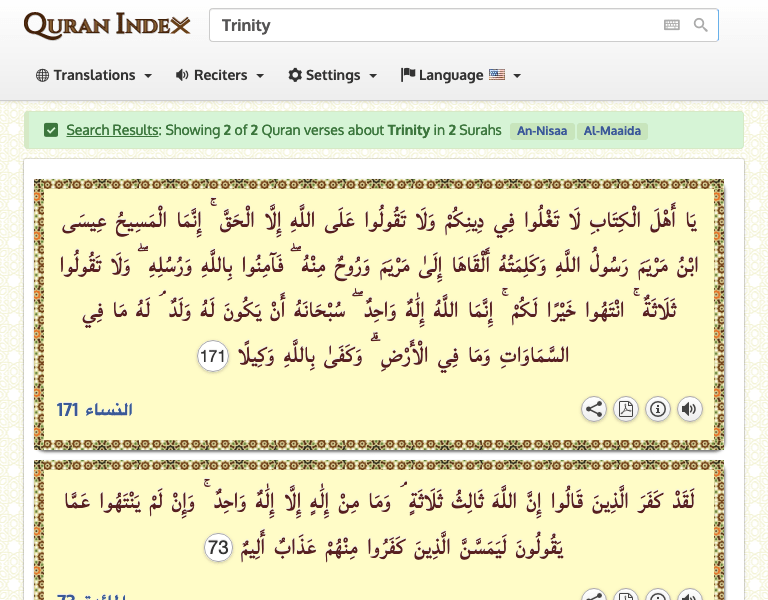 QURAN INDEX
Trinity
Translations
Reciters
Settings
Language
Search Results: Showing 2 of 2 Quran verses about Trinity in 2 Surahs An-Nisaa Al-Maaida
يَا أَهْلَ الْكِتَابِ لَا تَغْلُوا فِي دِينِكُمْ وَلَا تَقُولُوا عَلَى اللَّهِ إِلَّا الْحَقَّ ۚ إِنَّمَا الْمَسِيحُ عِيسَى
ابْنُ مَرْيَمَ رَسُولُ اللَّهِ وَكَلِمَتُهُ أَلْقَاهَا إِلَىٰ مَرْيَمَ وَرُوحٌ مِنْهُ ۖ فَآمِنُوا بِاللَّهِ وَرُسُلِهِ ۖ وَلَا تَقُولُوا
ثَلَاثَةٌ ۚ انْتَهُوا خَيْرًا لَكُمْ ۚ إِنَّمَا اللَّهُ إِلَٰهٌ وَاحِدٌ ۖ سُبْحَانَهُ أَنْ يَكُونَ لَهُ وَلَدٌ ۘ لَهُ مَا فِي
السَّمَاوَاتِ وَمَا فِي الْأَرْضِ ۗ وَكَفَىٰ بِاللَّهِ وَكِيلًا 171
النساء 171
لَقَدْ كَفَرَ الَّذِينَ قَالُوا إِنَّ اللَّهَ ثَالِثُ ثَلَاثَةٍ ۘ وَمَا مِنْ إِلَٰهٍ إِلَّا إِلَٰهٌ وَاحِدٌ ۚ وَإِنْ لَمْ يَنْتَهُوا عَمَّا
يَقُولُونَ لَيَمَسَّنَّ الَّذِينَ كَفَرُوا مِنْهُمْ عَذَابٌ أَلِيمٌ 73